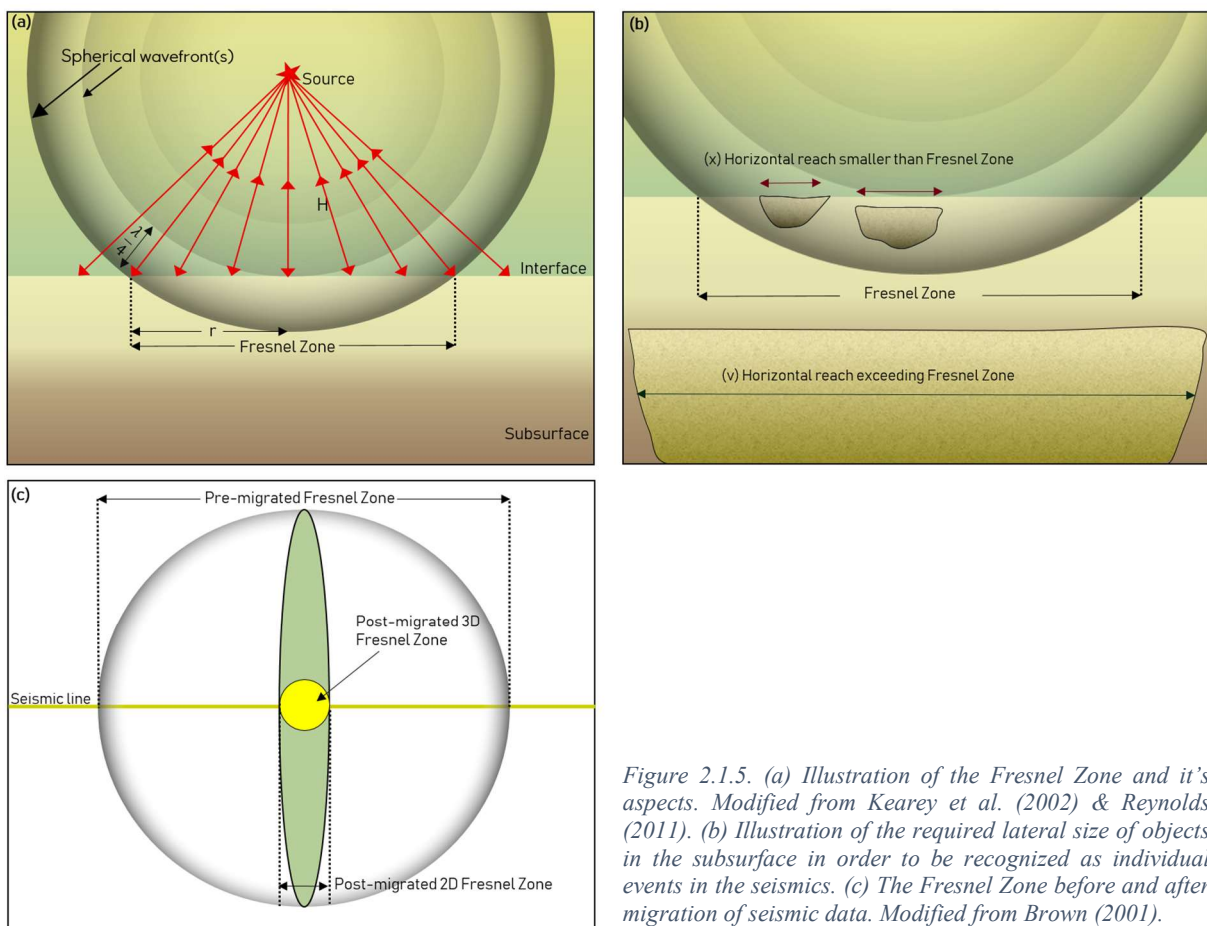 (a)
Spherical wavefront(s)
Source
H
λ
4
Interface
r
Fresnel Zone
Subsurface
(b)
(x) Horizontal reach smaller than Fresnel Zone
Fresnel Zone
(v) Horizontal reach exceeding Fresnel Zone
(c)
Pre-migrated Fresnel Zone
Post-migrated 3D
Fresnel Zone
Seismic line
Post-migrated 2D Fresnel Zone
Figure 2.1.5. (a) Illustration of the Fresnel Zone and it’s
aspects. Modified from Kearey et al. (2002) & Reynolds
(2011). (b) Illustration of the required lateral size of objects
in the subsurface in order to be recognized as individual
events in the seismics. (c) The Fresnel Zone before and after
migration of seismic data. Modified from Brown (2001).